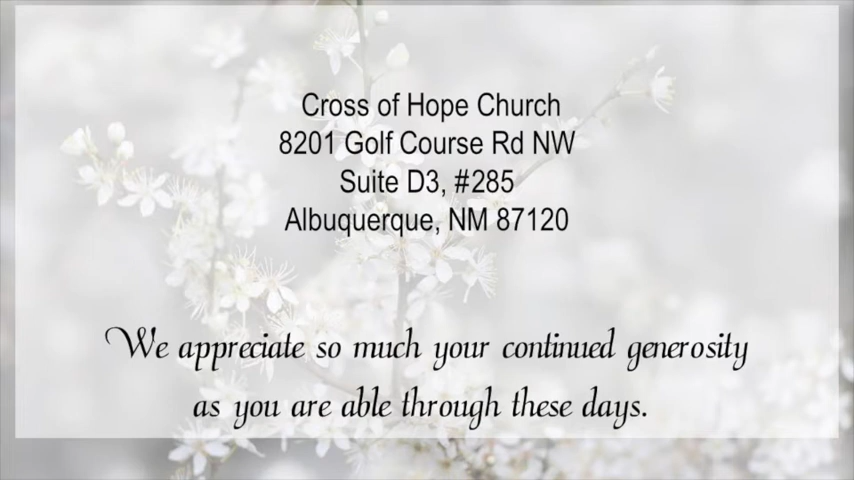 Cross of Hope Church
8201 Golf Course Rd NW
Suite D3, #285
Albuquerque, NM 87120
We appreciate so much your continued generosity
as you are able through these days.